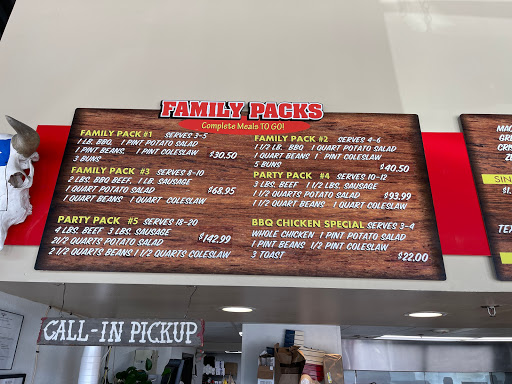 FAMILY PACKS
Complete Meals TO GO!
FAMILY PACK #1 SERVES 3-5
1 LB. BBQ, 1 PINT POTATO SALAD
1 PINT BEANS, 1 PINT COLESLAW
3 BUNS $30.50
FAMILY PACK #3 SERVES 8-10
2 LBS. BBQ BEEF, 1 LB. SAUSAGE
1 QUART POTATO SALAD $68.95
1 QUART BEANS 1 QUART COLESLAW
PARTY PACK #5 SERVES 18-20
4 LBS. BEEF 3 LBS. SAUSAGE
2 1/2 QUARTS POTATO SALAD $142.99
2 1/2 QUARTS BEANS 1 1/2 QUARTS COLESLAW
FAMILY PACK #2 SERVES 4-6
1 1/2 LB. BBQ 1 QUART POTATO SALAD
1 QUART BEANS 1 PINT COLESLAW
5 BUNS $40.50
PARTY PACK #4 SERVES 10-12
3 LBS. BEEF 1 1/2 LBS. SAUSAGE
1 1/2 QUART POTATO SALAD $93.99
1 1/2 QUART BEANS 1 QUART COLESLAW
BBQ CHICKEN SPECIAL SERVES 3-4
WHOLE CHICKEN 1 PINT POTATO SALAD
1 PINT BEANS 1/2 PINT COLESLAW
3 TOAST $22.00
MAC
GRE
CRIS
SIN
$1.
TEX
CALL-IN PICKUP